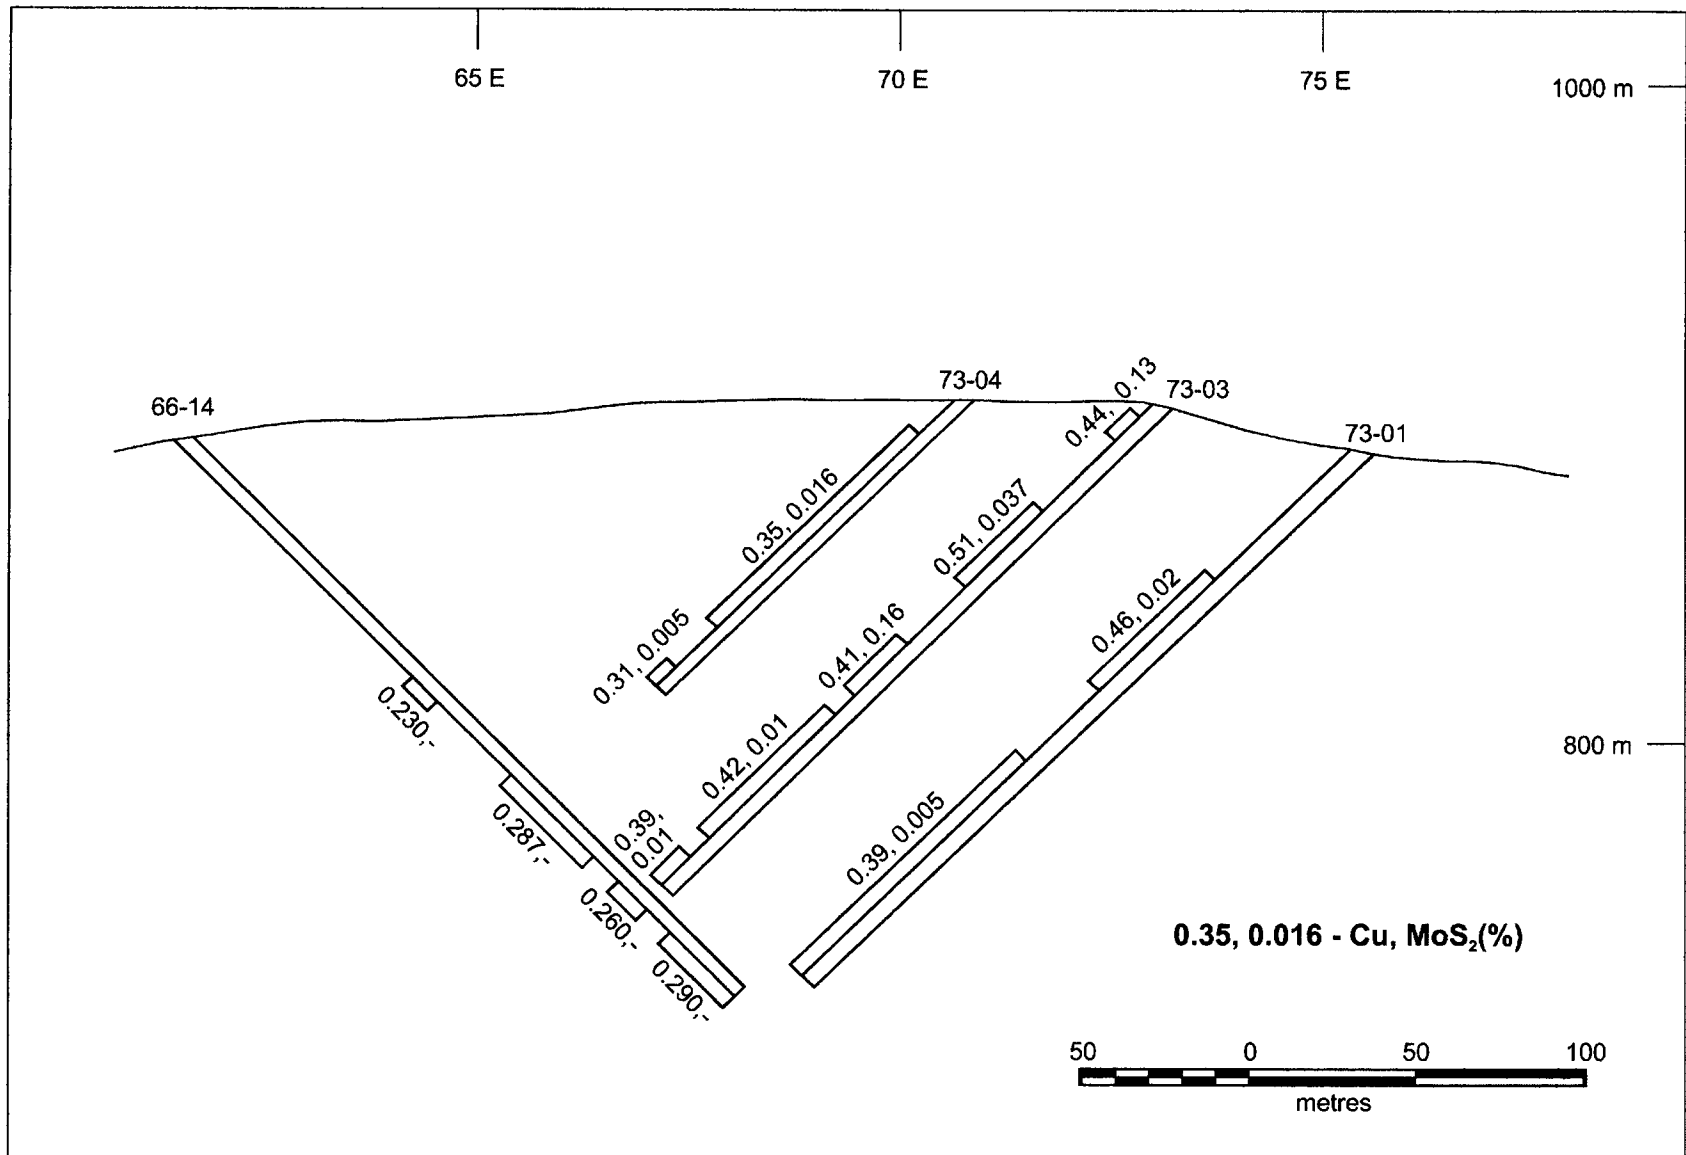 65 E
70 E
75 E
1000 m
66-14
73-04
73-03
73-01
0.44, 0.13
0.35, 0.016
0.51, 0.037
0.46, 0.02
0.31, 0.005
0.41, 0.16
0.230,-
0.42, 0.01
800 m
0.287,-
0.39,
0.01
0.39, 0.005
0.260,-
0.290,-
0.35, 0.016 - Cu, MoS₂(%)
50 0 50 100
metres